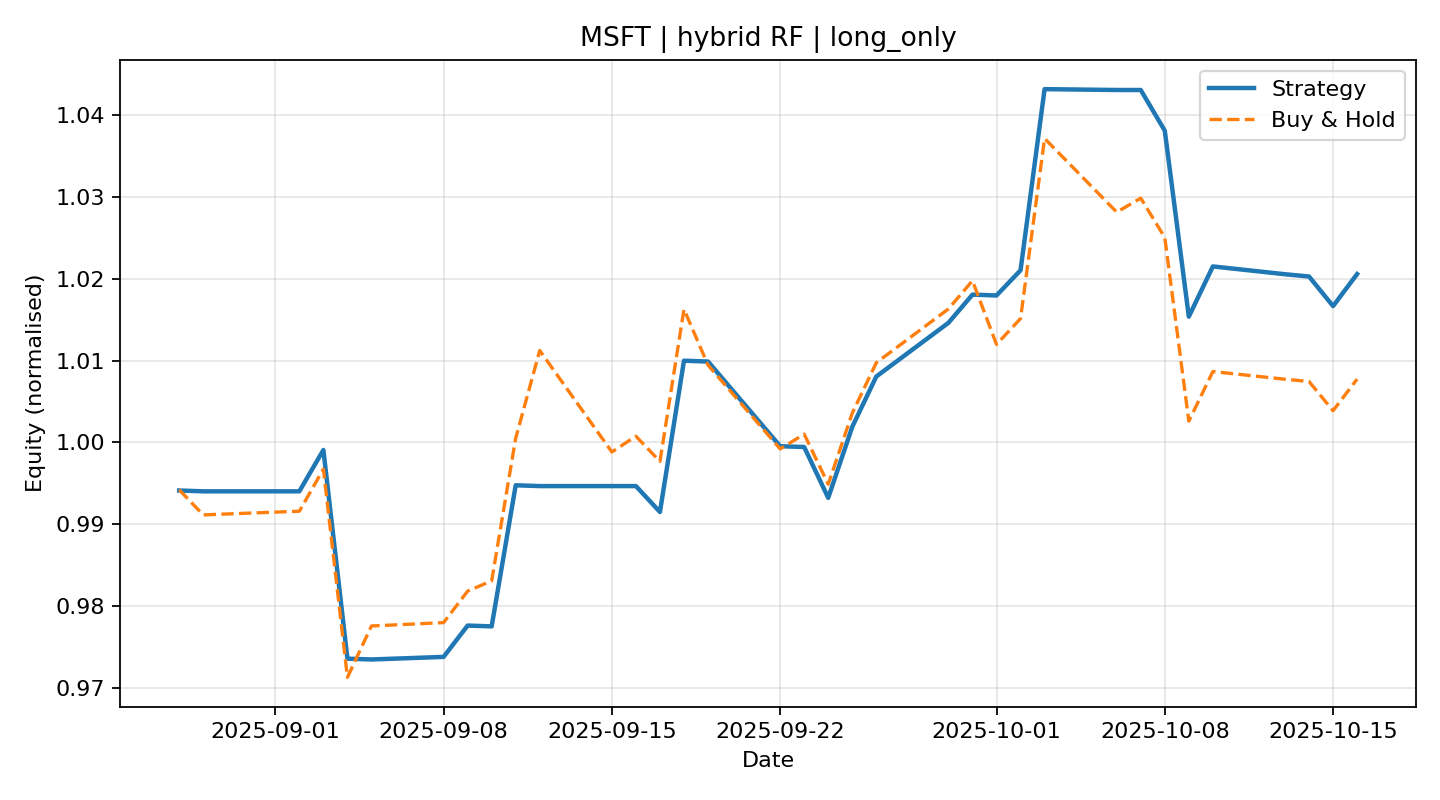 MSFT | hybrid RF | long_only
Strategy
Buy & Hold
Equity (normalised)
1.04
1.03
1.02
1.01
1.00
0.99
0.98
0.97
2025-09-01 2025-09-08 2025-09-15 2025-09-22 2025-10-01 2025-10-08 2025-10-15
Date